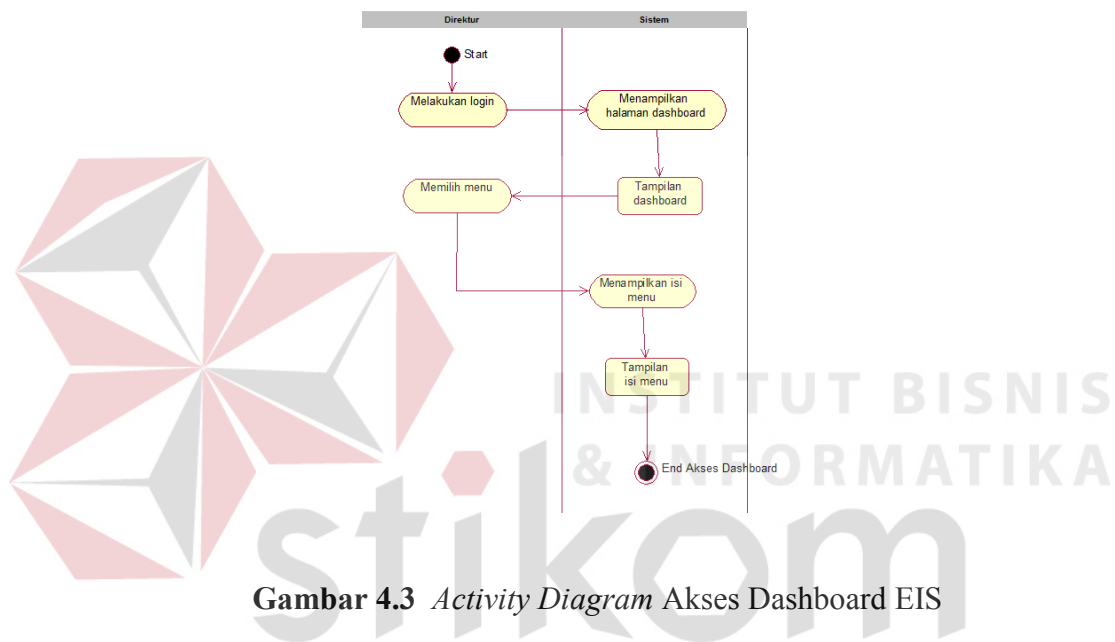 Direktur
Sistem
Start
Melakukan login
Menampilkan
halaman dashboard
Memilih menu
Tampilan
dashboard
Menampilkan isi
menu
Tampilan
isi menu
End Akses Dashboard
INSTITUT BISNIS
& INFORMATIKA
stikom
Gambar 4.3 Activity Diagram Akses Dashboard EIS